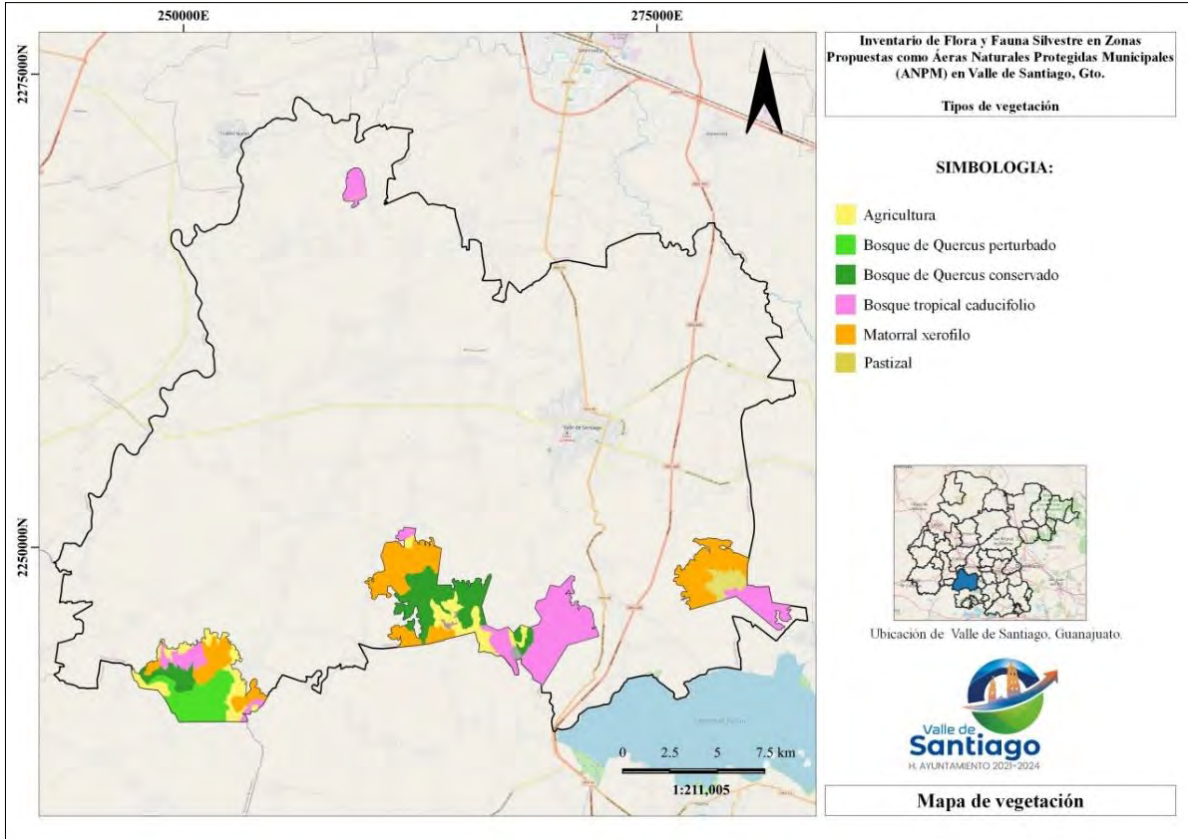 250000E
275000E
2275000N
2250000N
Inventario de Flora y Fauna Silvestre en Zonas
Propuestas como Áeras Naturales Protegidas Municipales
(ANPM) en Valle de Santiago, Gto.
Tipos de vegetación
SIMBOLOGIA:
Agricultura
Bosque de Quercus perturbado
Bosque de Quercus conservado
Bosque tropical caducifolio
Matorral xerofilo
Pastizal
Valle de Santiago
Ubicación de Valle de Santiago, Guanajuato.
Valle de
Santiago
H. AYUNTAMIENTO 2021-2024
0 2.5 5 7.5 km
1:211,005
Mapa de vegetación